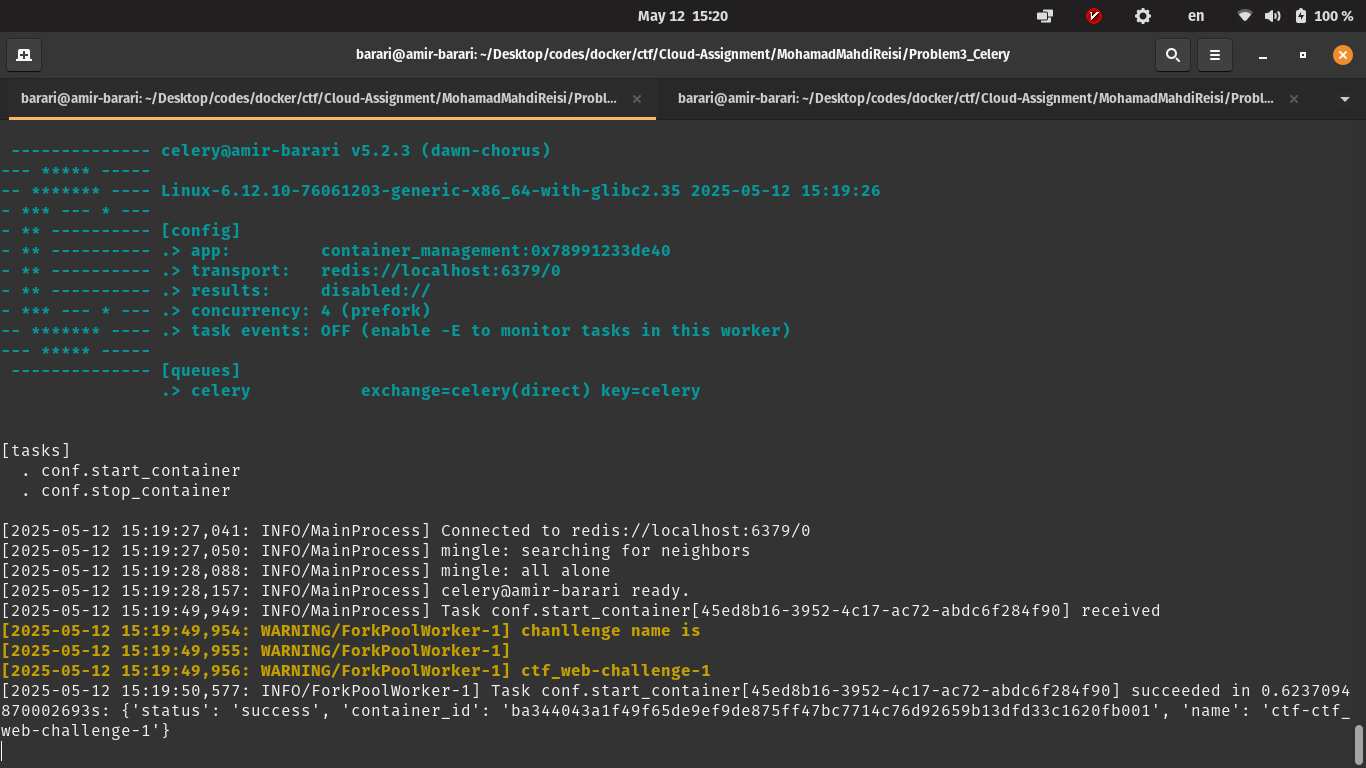 May 12  15:20
en
100 %
barari@amir-barari: ~/Desktop/codes/docker/ctf/Cloud-Assignment/MohamadMahdiReisi/Problem3_Celery
barari@amir-barari: ~/Desktop/codes/docker/ctf/Cloud-Assignment/MohamadMahdiReisi/Probl...
barari@amir-barari: ~/Desktop/codes/docker/ctf/Cloud-Assignment/MohamadMahdiReisi/Probl...
 -------------- celery@amir-barari v5.2.3 (dawn-chorus)
--- ***** -----
-- ******* ---- Linux-6.12.10-76061203-generic-x86_64-with-glibc2.35 2025-05-12 15:19:26
- *** --- * ---
- ** ---------- [config]
- ** ---------- .> app:         container_management:0x78991233de40
- ** ---------- .> transport:   redis://localhost:6379/0
- ** ---------- .> results:     disabled://
- *** --- * --- .> concurrency: 4 (prefork)
-- ******* ---- .> task events: OFF (enable -E to monitor tasks in this worker)
--- ***** -----
 -------------- [queues]
                .> celery           exchange=celery(direct) key=celery
[tasks]
  . conf.start_container
  . conf.stop_container
[2025-05-12 15:19:27,041: INFO/MainProcess] Connected to redis://localhost:6379/0
[2025-05-12 15:19:27,050: INFO/MainProcess] mingle: searching for neighbors
[2025-05-12 15:19:28,088: INFO/MainProcess] mingle: all alone
[2025-05-12 15:19:28,157: INFO/MainProcess] celery@amir-barari ready.
[2025-05-12 15:19:49,949: INFO/MainProcess] Task conf.start_container[45ed8b16-3952-4c17-ac72-abdc6f284f90] received
[2025-05-12 15:19:49,954: WARNING/ForkPoolWorker-1] chanllenge name is
[2025-05-12 15:19:49,955: WARNING/ForkPoolWorker-1]
[2025-05-12 15:19:49,956: WARNING/ForkPoolWorker-1] ctf_web-challenge-1
[2025-05-12 15:19:50,577: INFO/ForkPoolWorker-1] Task conf.start_container[45ed8b16-3952-4c17-ac72-abdc6f284f90] succeeded in 0.6237094
870002693s: {'status': 'success', 'container_id': 'ba344043a1f49f65de9ef9de875ff47bc7714c76d92659b13dfd33c1620fb001', 'name': 'ctf-ctf_
web-challenge-1'}